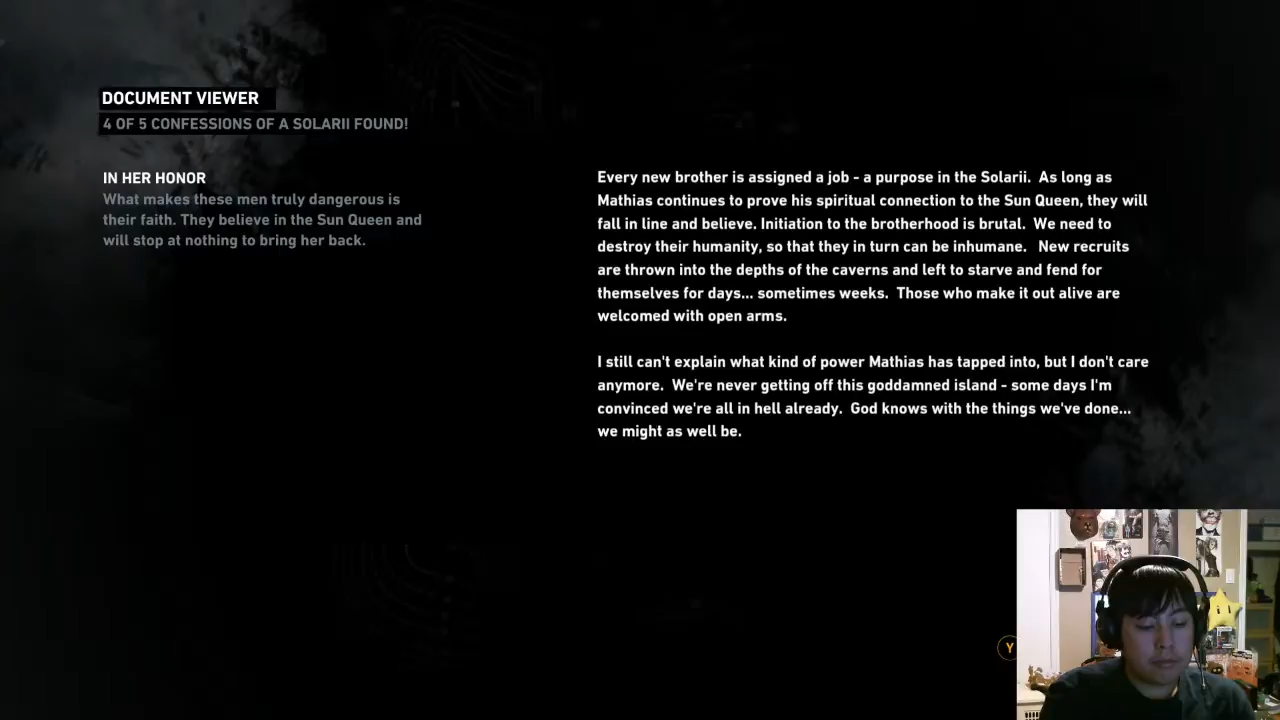 DOCUMENT VIEWER
4 OF 5 CONFESSIONS OF A SOLARII FOUND!
IN HER HONOR
What makes these men truly dangerous is
their faith. They believe in the Sun Queen and
will stop at nothing to bring her back.
Every new brother is assigned a job - a purpose in the Solarii. As long as
Mathias continues to prove his spiritual connection to the Sun Queen, they will
fall in line and believe. Initiation to the brotherhood is brutal. We need to
destroy their humanity, so that they in turn can be inhumane. New recruits
are thrown into the depths of the caverns and left to starve and fend for
themselves for days... sometimes weeks. Those who make it out alive are
welcomed with open arms.
I still can't explain what kind of power Mathias has tapped into, but I don't care
anymore. We're never getting off this goddamned island - some days I'm
convinced we're all in hell already. God knows with the things we've done...
we might as well be.
Y